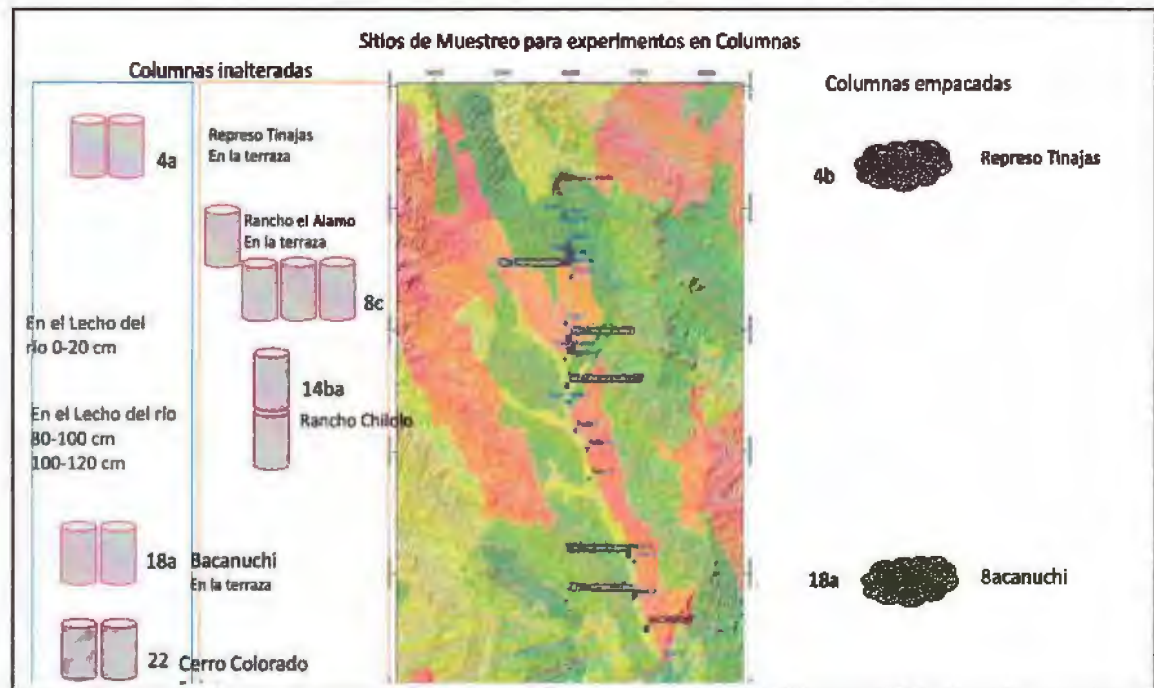 Sitios de Muestreo para experimentos en Columnas
Columnas inalteradas
Columnas empacadas
4a
Represo Tinajas
En la terraza
4b
Represo Tinajas
Rancho el Alamo
En la terraza
8c
En el Lecho del
río 0-20 cm
14ba
Rancho Chilolo
En el Lecho del río
80-100 cm
100-120 cm
18a
Bacanuchi
En la terraza
18a
Bacanuchi
22
Cerro Colorado